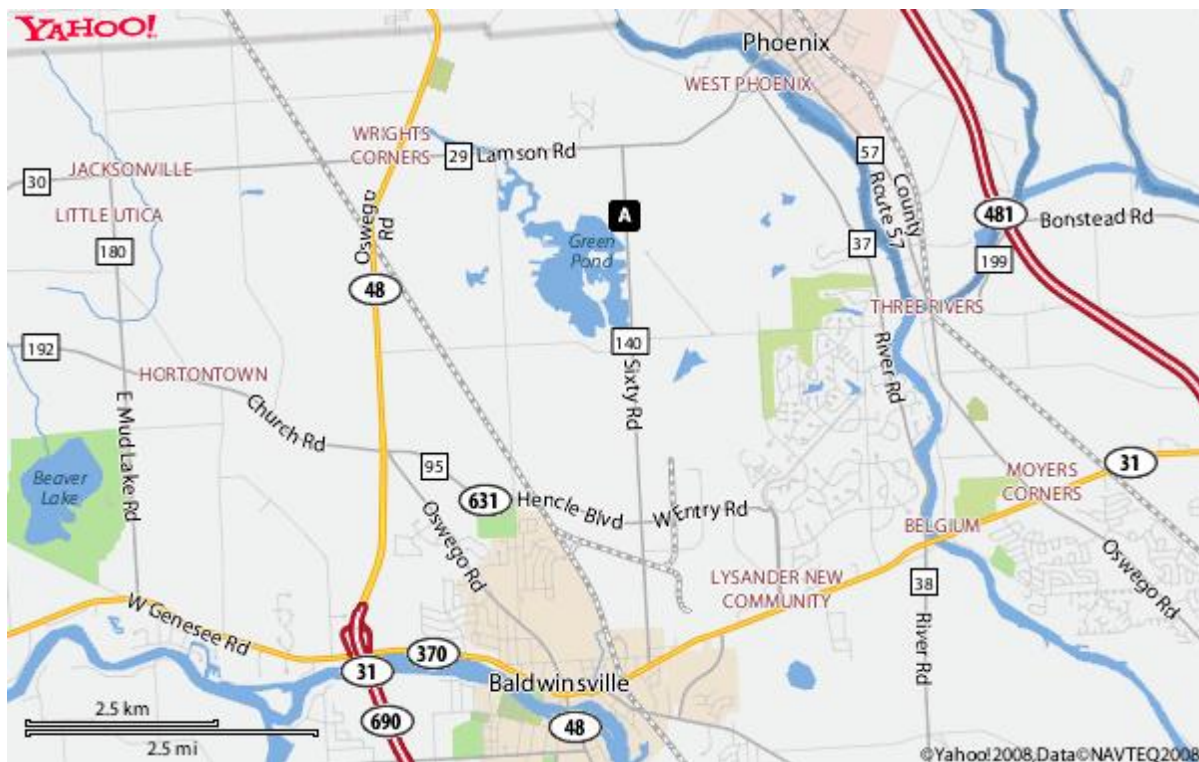 YAHOO!
Phoenix
WEST PHOENIX
WRIGHTS
CORNERS
29
Lamson Rd
57
JACKSONVILLE
30
County
Route 57
Oswego
Rd
LITTLE UTICA
A
481
Bonstead Rd
180
Green
Pond
37
199
48
THREE RIVERS
192
140
HORTONTOWN
Sixty Rd
River Rd
E Mud Lake Rd
Church Rd
95
31
Beaver
Lake
MOYERS
CORNERS
631
Hencle Blvd
W Entry Rd
BELGIUM
Oswego Rd
Oswego Rd
LYSANDER NEW
COMMUNITY
38
W Genesee Rd
River Rd
370
31
Baldwinsville
2.5 km
690
48
2.5 mi
©Yahoo!2008,Data©NAVTEQ2008